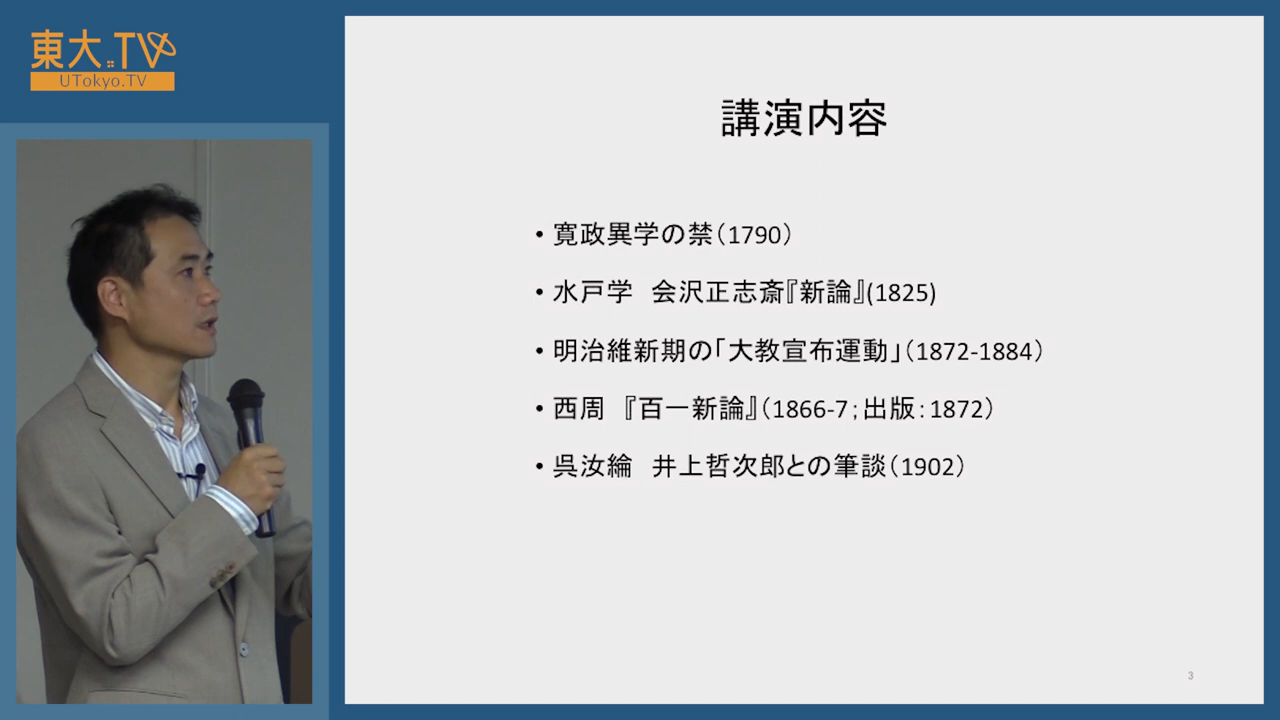 東大.TV
UTokyo.TV
講演内容
• 寛政異学の禁（1790）
• 水戸学　会沢正志斎『新論』(1825)
• 明治維新期の「大教宣布運動」（1872-1884）
• 西周　『百一新論』（1866-7；出版：1872）
• 呉汝綸　井上哲次郎との筆談（1902）
3